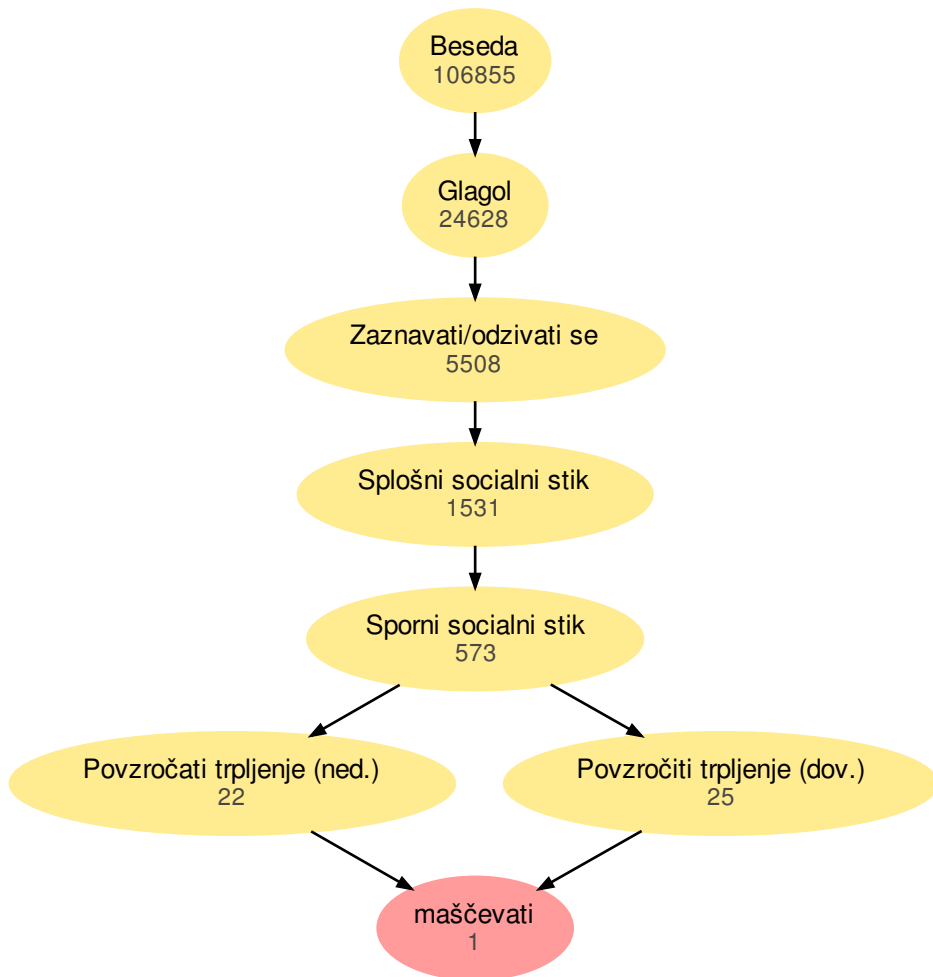 Beseda
106855
Glagol
24628
Zaznavati/odzivati se
5508
Splošni socialni stik
1531
Sporni socialni stik
573
Povzročati trpljenje (ned.)
22
Povzročiti trpljenje (dov.)
25
maščevati
1